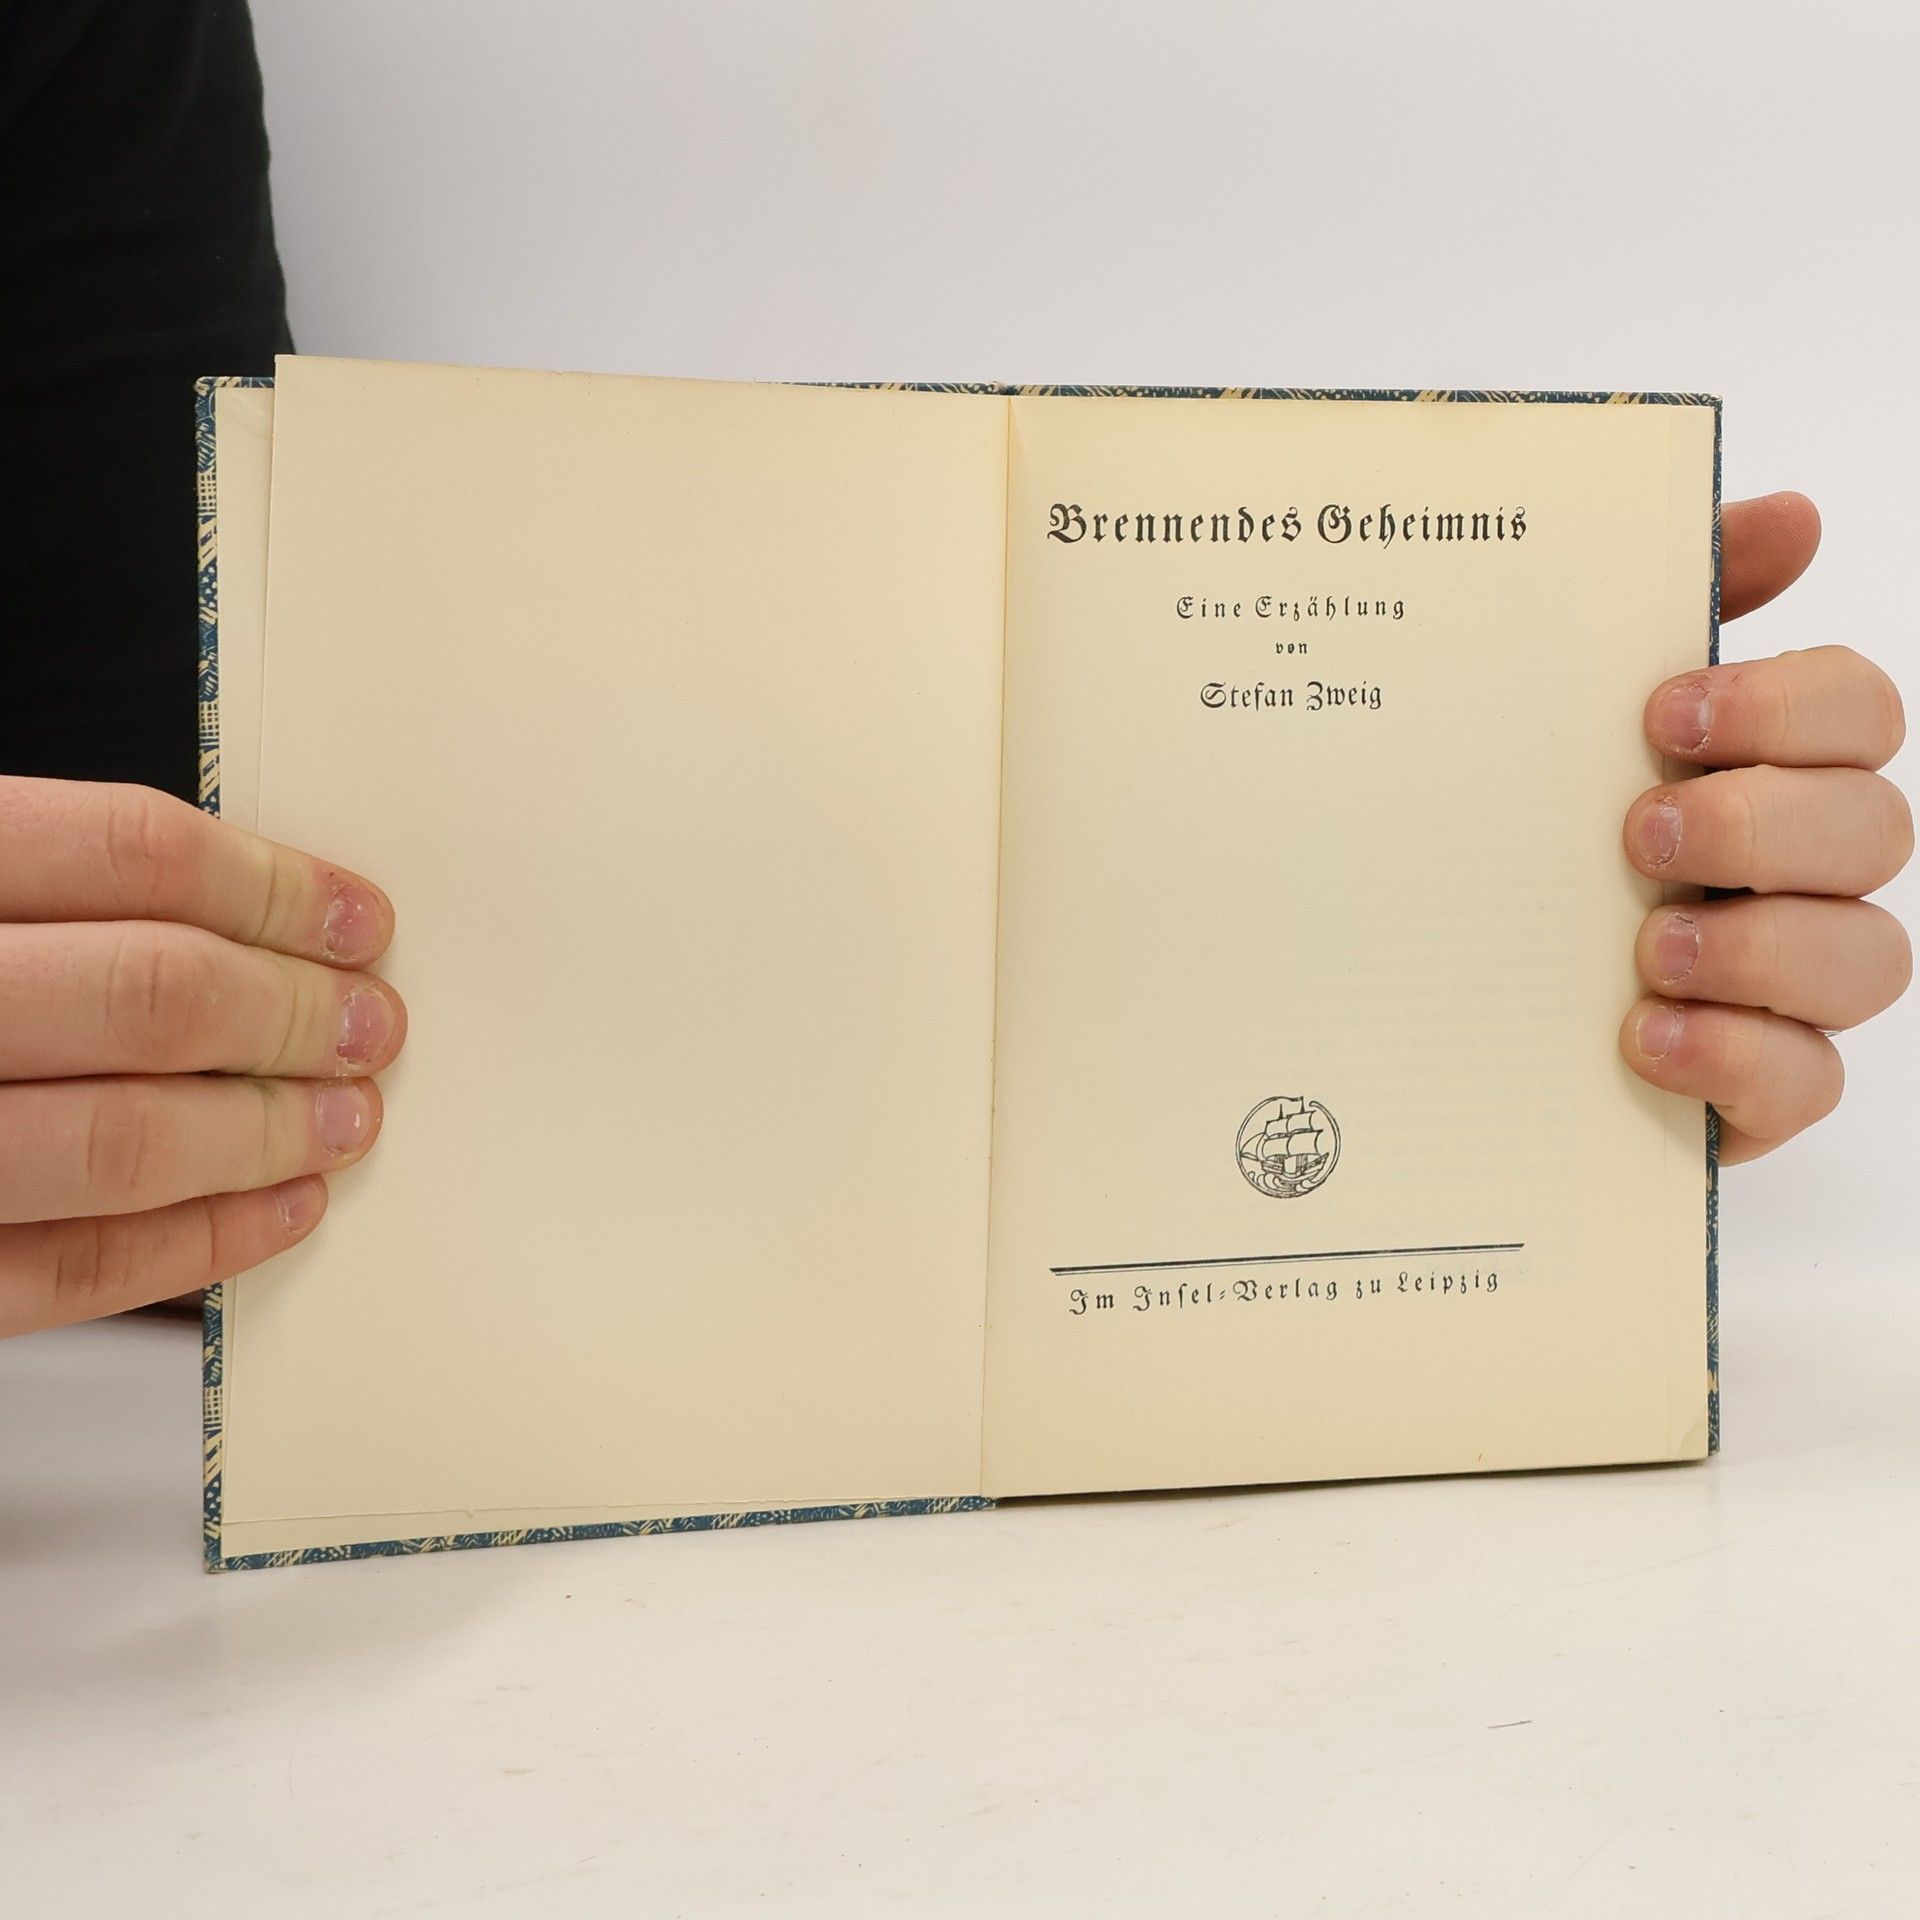 Brennendes Geheimnis
Eine Erzählung
von
Stefan Zweig
Im Inſel-Verlag zu Leipzig